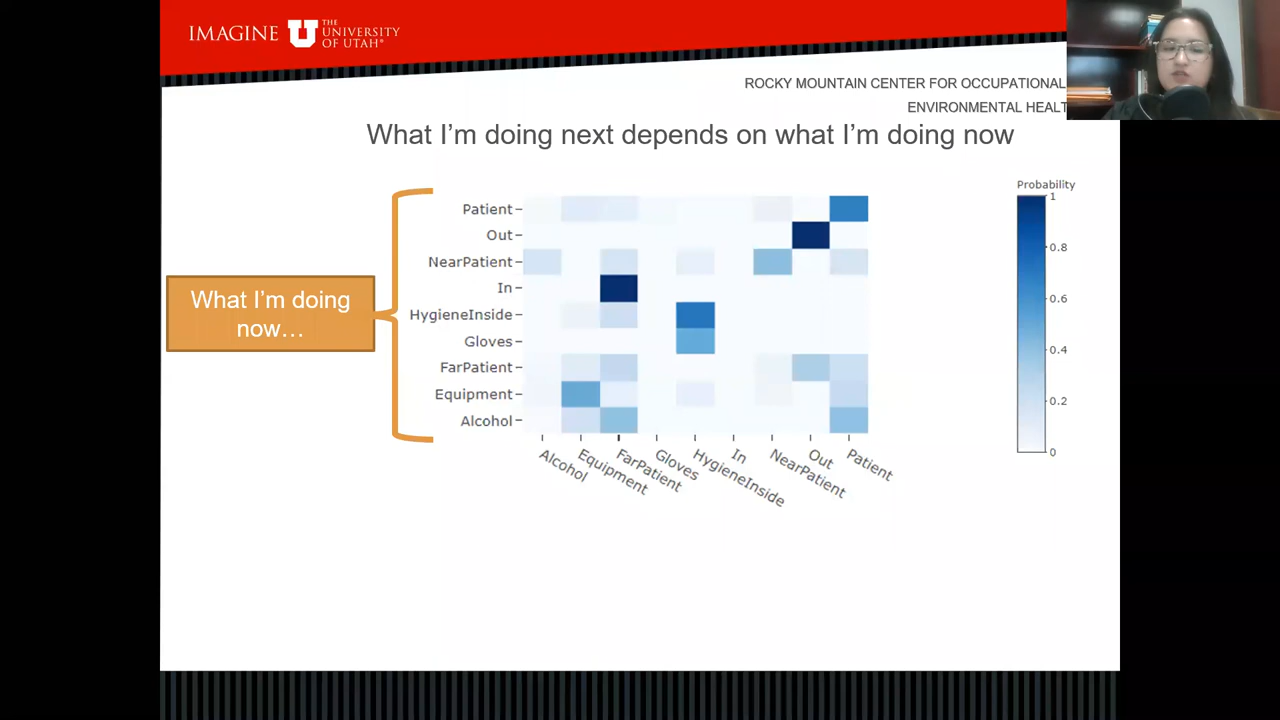 IMAGINE
THE
UNIVERSITY
OF UTAH®
ROCKY MOUNTAIN CENTER FOR OCCUPATIONAL
ENVIRONMENTAL HEALT
What I'm doing next depends on what I'm doing now
Probability
Patient
Out
NearPatient
In
HygieneInside
Gloves
FarPatient
Equipment
Alcohol
What I'm doing
now…
1
0.8
0.6
0.4
0.2
0
Alcohol
Equipment
FarPatient
Gloves
HygieneInside
In
NearPatient
Out
Patient